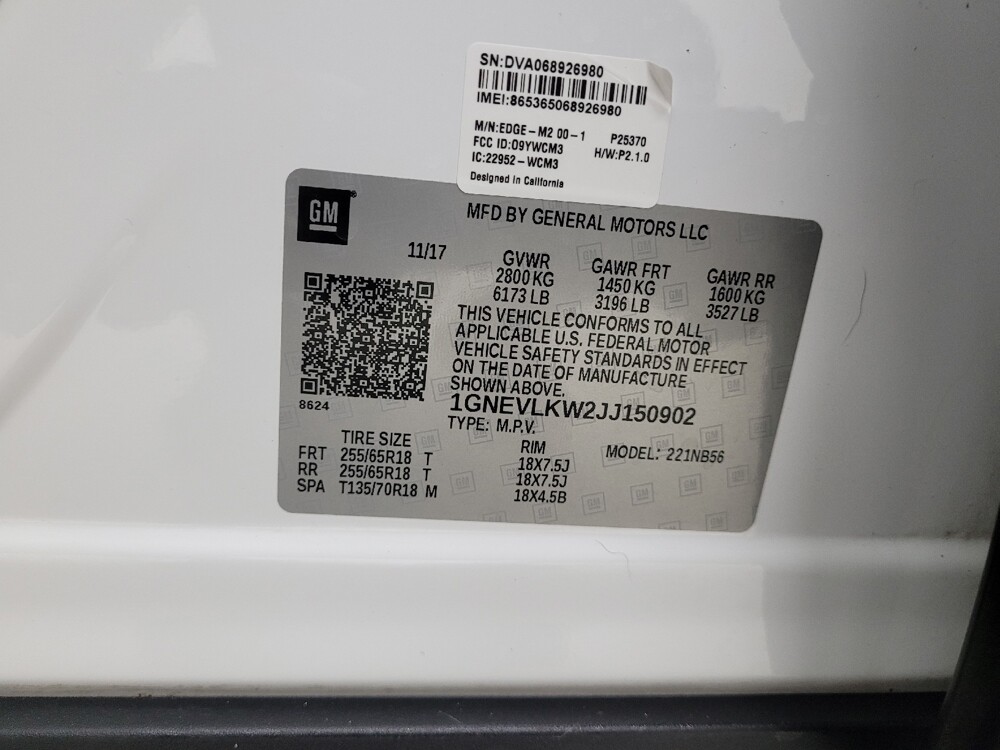 SN:DVA068926980
IMEI:865365068926980
M/N:EDGE-M2 00-1 P25370
FCC ID:O9YWCM3 H/W:P2.1.0
IC:22952-WCM3
Designed in California
GM®
MFD BY GENERAL MOTORS LLC
11/17
GVWR GAWR FRT GAWR RR
2800 KG 1450 KG 1600 KG
6173 LB 3196 LB 3527 LB
THIS VEHICLE CONFORMS TO ALL
APPLICABLE U.S. FEDERAL MOTOR
VEHICLE SAFETY STANDARDS IN EFFECT
ON THE DATE OF MANUFACTURE
SHOWN ABOVE.
8624
1GNEVLKW2JJ150902
TYPE: M.P.V.
TIRE SIZE RIM MODEL: 221NB56
FRT 255/65R18 T 18X7.5J
RR 255/65R18 T 18X7.5J
SPA T135/70R18 M 18X4.5B